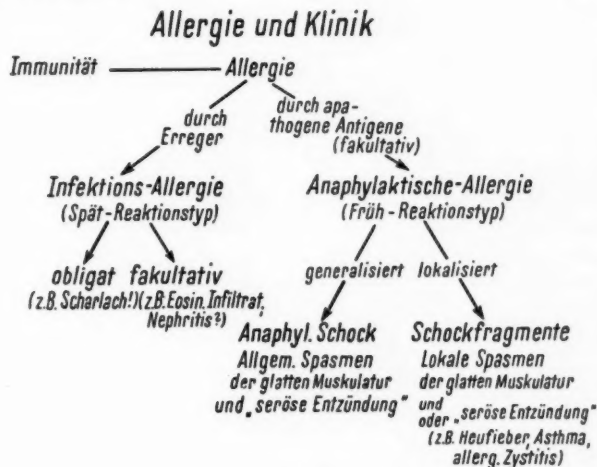 Allergie und Klinik
Immunität
Allergie
durch
Erreger
durch apa-
thogene Antigene
(fakultativ)
Infektions-Allergie
(Spät-Reaktionstyp)
Anaphylaktische-Allergie
(Früh-Reaktionstyp)
obligat
(z.B. Scharlach!)
fakultativ
(z.B. Eosin. Infiltrat,
Nephritis?)
generalisiert
lokalisiert
Anaphyl. Schock
Allgem. Spasmen
der glatten Muskulatur
und „seröse Entzündung"
Schockfragmente
Lokale Spasmen
der glatten Muskulatur
und
oder „seröse Entzündung"
(z.B. Heufieber, Asthma,
allerg. Zystitis)